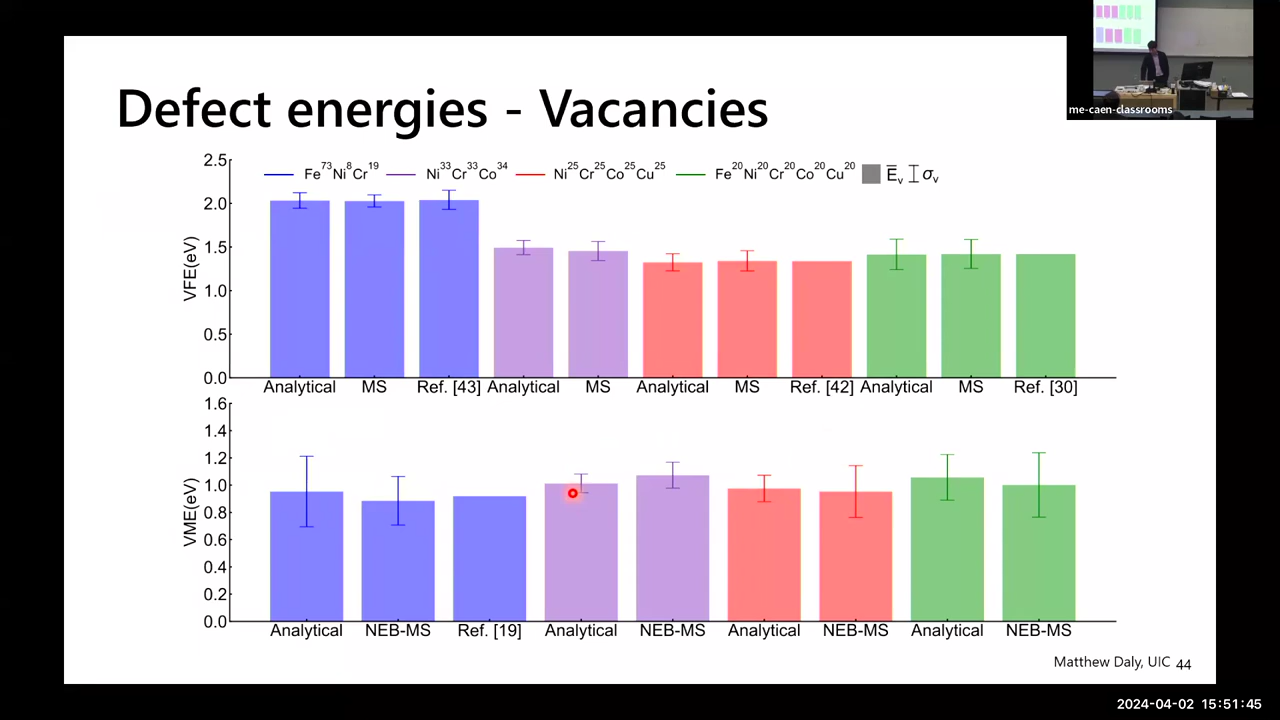 me-caen-classrooms
Defect energies - Vacancies
Fe73Ni8Cr19 Ni33Cr33Co34 Ni25Cr25Co25Cu25 Fe20Ni20Cr20Co20Cu20 E̅v σv
VFE(eV)
2.5
2.0
1.5
1.0
0.5
0.0
Analytical MS Ref. [43] Analytical MS Analytical MS Ref. [42] Analytical MS Ref. [30]
VME(eV)
1.6
1.4
1.2
1.0
0.8
0.6
0.4
0.2
0.0
Analytical NEB-MS Ref. [19] Analytical NEB-MS Analytical NEB-MS Analytical NEB-MS
Matthew Daly, UIC 44
2024-04-02 15:51:45